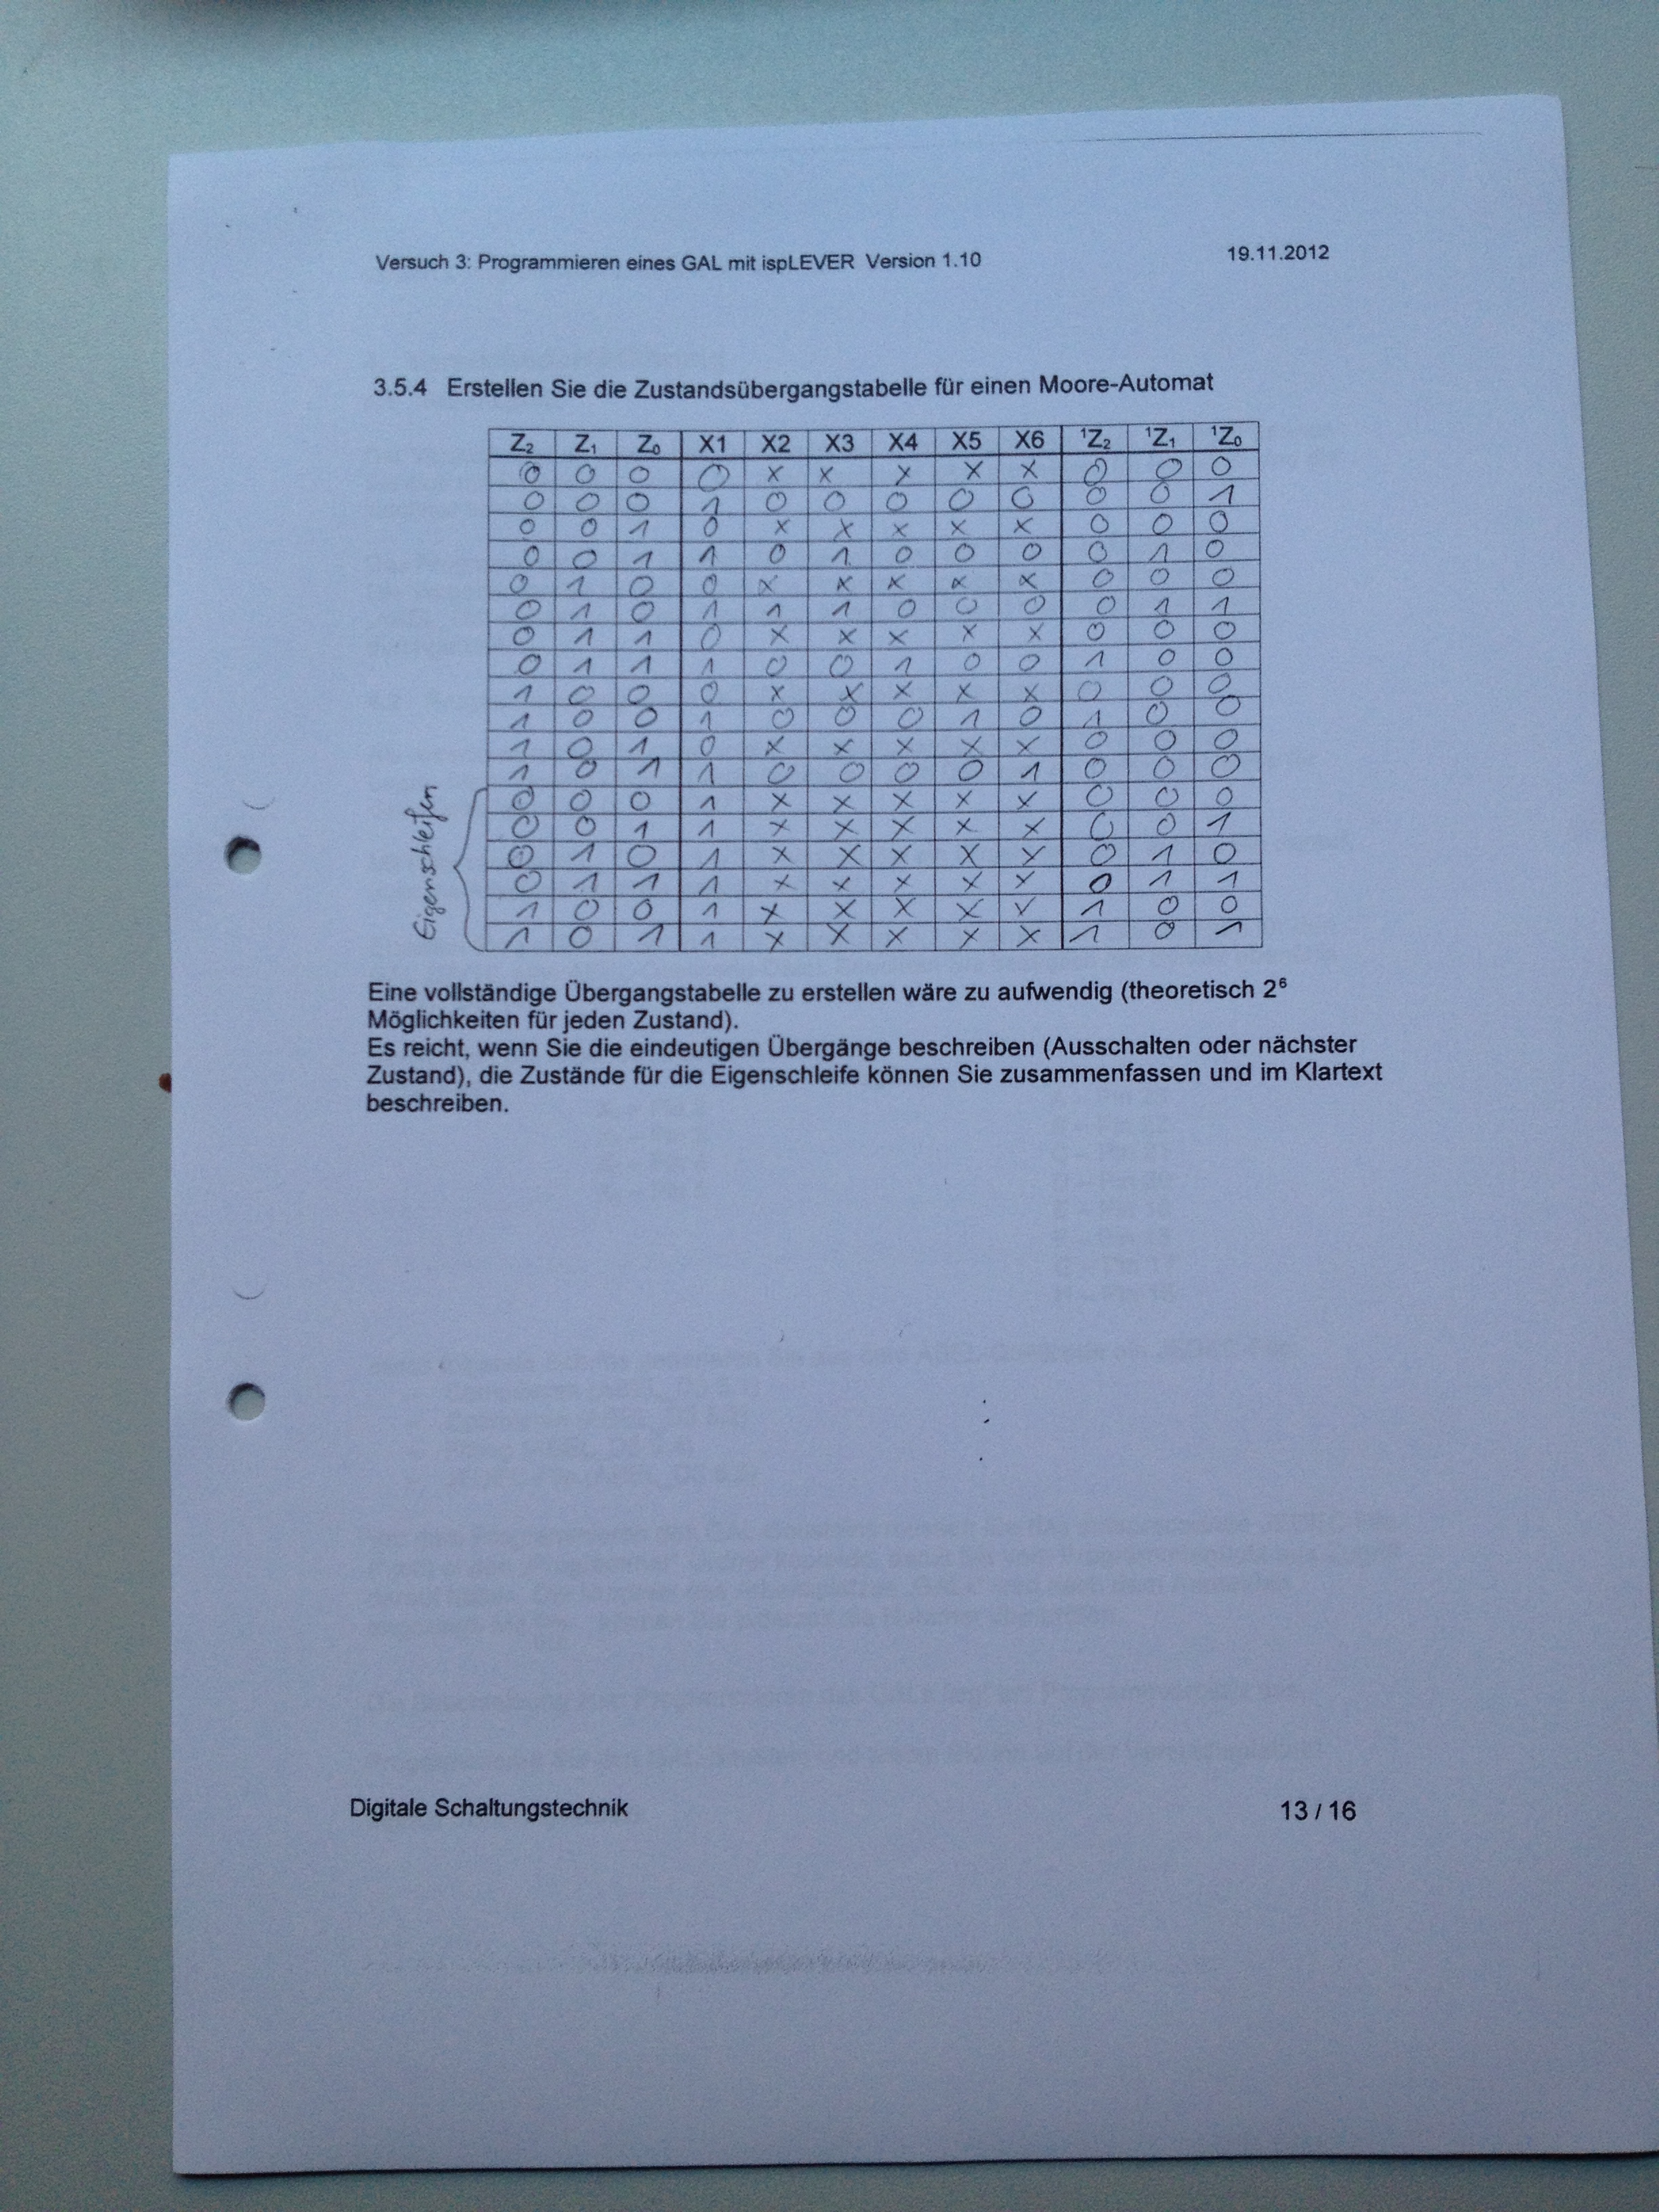 Versuch 3: Programmieren eines GAL mit ispLEVER Version 1.10 19.11.2012
3.5.4 Erstellen Sie die Zustandsübergangstabelle für einen Moore-Automat
Z₂ Z₁ Z₀ X1 X2 X3 X4 X5 X6 ¹Z₂ ¹Z₁ ¹Z₀
0 0 0 0 x x x x x 0 0 0
0 0 0 1 0 0 0 0 0 0 0 1
0 0 1 0 x x x x x 0 0 0
0 0 1 1 0 1 0 0 0 0 1 0
0 1 0 0 x x x x x 0 0 0
0 1 0 1 1 1 0 0 0 0 1 1
0 1 1 0 x x x x x 0 0 0
0 1 1 1 0 0 1 0 0 1 0 0
1 0 0 0 x x x x x 0 0 0
1 0 0 1 0 0 0 1 0 1 0 0
1 0 1 0 x x x x x 0 0 0
1 0 1 1 0 0 0 0 1 0 0 0
Eigenschleifen
0 0 0 1 x x x x x 0 0 0
0 0 1 1 x x x x x 0 0 1
0 1 0 1 x x x x x 0 1 0
0 1 1 1 x x x x x 0 1 1
1 0 0 1 x x x x x 1 0 0
1 0 1 1 x x x x x 1 0 1
Eine vollständige Übergangstabelle zu erstellen wäre zu aufwendig (theoretisch 2⁶
Möglichkeiten für jeden Zustand).
Es reicht, wenn Sie die eindeutigen Übergänge beschreiben (Ausschalten oder nächster
Zustand), die Zustände für die Eigenschleife können Sie zusammenfassen und im Klartext
beschreiben.
Digitale Schaltungstechnik 13 / 16